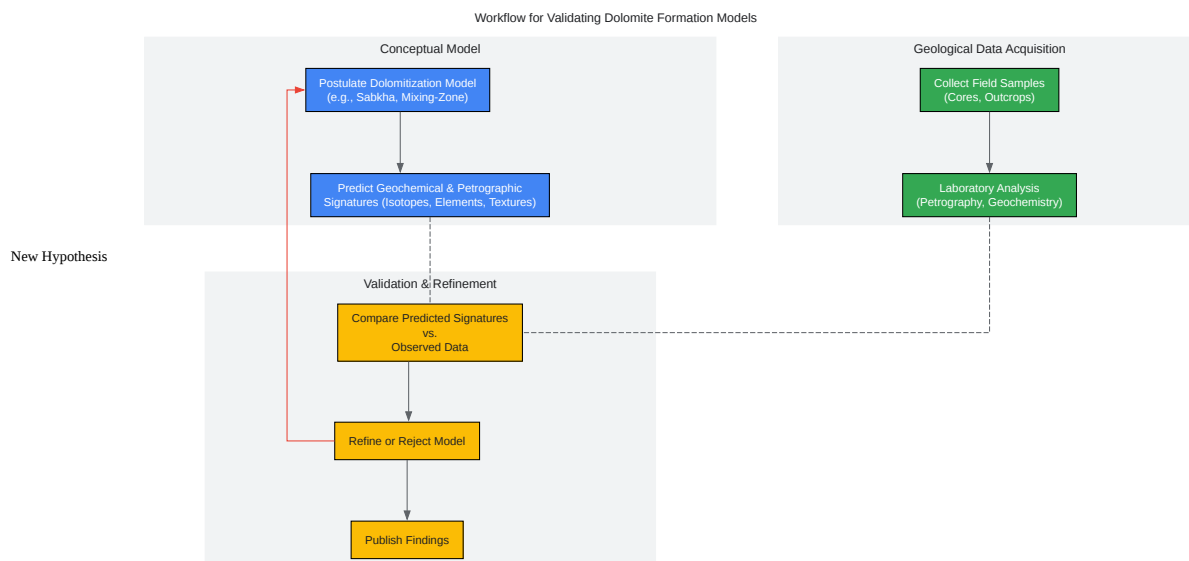 Workflow for Validating Dolomite Formation Models
Conceptual Model
Postulate Dolomitization Model
(e.g., Sabkha, Mixing-Zone)
Predict Geochemical & Petrographic
Signatures (Isotopes, Elements, Textures)
Geological Data Acquisition
Collect Field Samples
(Cores, Outcrops)
Laboratory Analysis
(Petrography, Geochemistry)
New Hypothesis
Validation & Refinement
Compare Predicted Signatures
vs.
Observed Data
Refine or Reject Model
Publish Findings